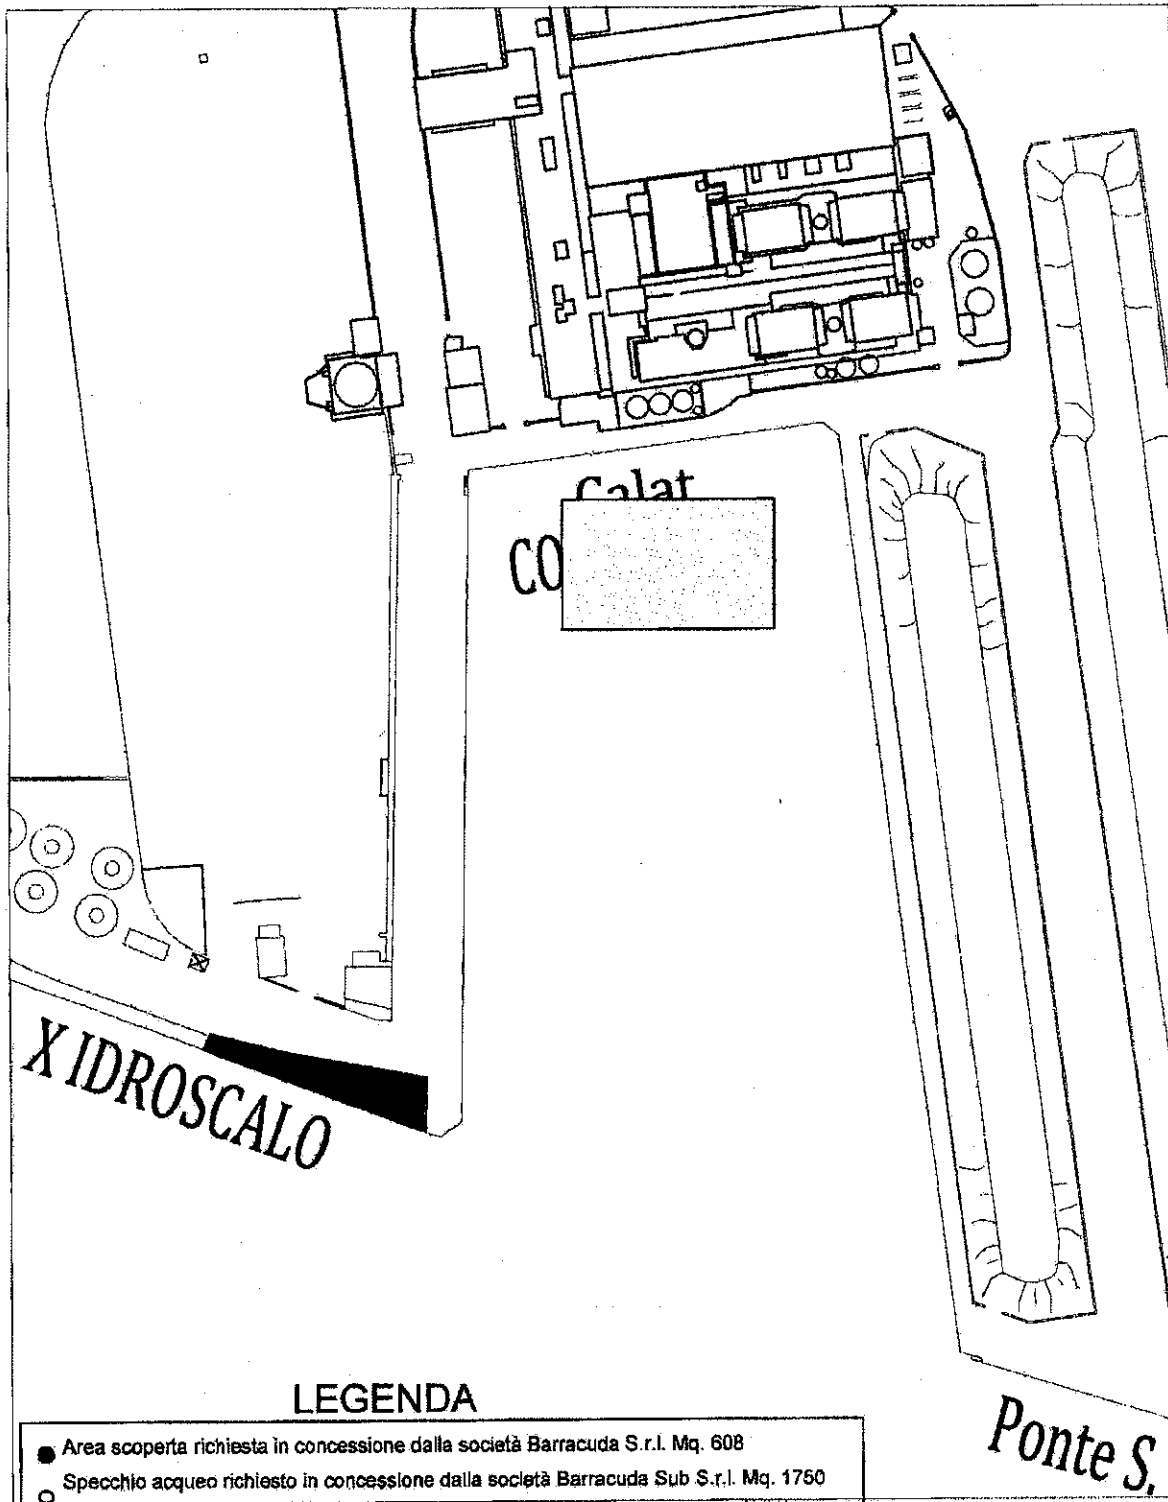 Calat
CO
X IDROSCALO
LEGENDA
Area scoperta richiesta in concessione dalla società Barracuda S.r.l. Mq. 608
Specchio acqueo richiesto in concessione dalla società Barracuda Sub S.r.l. Mq. 1750
Ponte S.